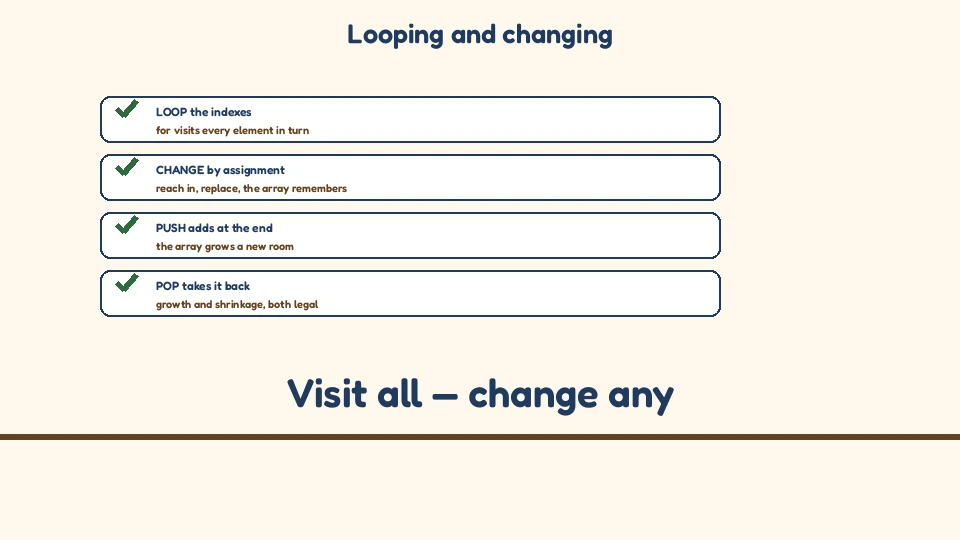 Looping and changing
LOOP the indexes
for visits every element in turn
CHANGE by assignment
reach in, replace, the array remembers
PUSH adds at the end
the array grows a new room
POP takes it back
growth and shrinkage, both legal
Visit all — change any